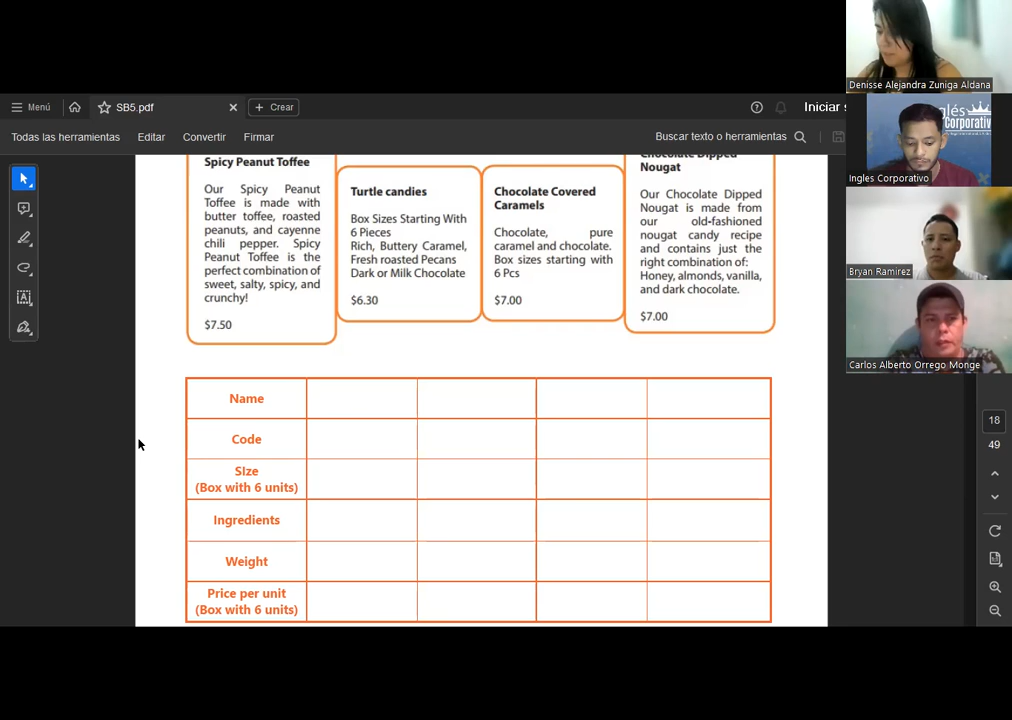 Menú
SB5.pdf
Crear
Iniciar s
Todas las herramientas
Editar
Convertir
Firmar
Buscar texto o herramientas
Spicy Peanut Toffee
Our Spicy Peanut
Toffee is made with
butter toffee, roasted
peanuts, and cayenne
chili pepper. Spicy
Peanut Toffee is the
perfect combination of
sweet, salty, spicy, and
crunchy!
$7.50
Turtle candies
Box Sizes Starting With
6 Pieces
Rich, Buttery Caramel,
Fresh roasted Pecans
Dark or Milk Chocolate
$6.30
Chocolate Covered
Caramels
Chocolate, pure
caramel and chocolate.
Box sizes starting with
6 Pcs
$7.00
Chocolate Dipped
Nougat
Our Chocolate Dipped
Nougat is made from
our old-fashioned
nougat candy recipe
and contains just the
right combination of:
Honey, almonds, vanilla,
and dark chocolate.
$7.00
Name
Code
SIze
(Box with 6 units)
Ingredients
Weight
Price per unit
(Box with 6 units)
18
49
Denisse Alejandra Zuniga Aldana
glés
Corporativo
Ingles Corporativo
Bryan Ramirez
Carlos Alberto Orrego Monge